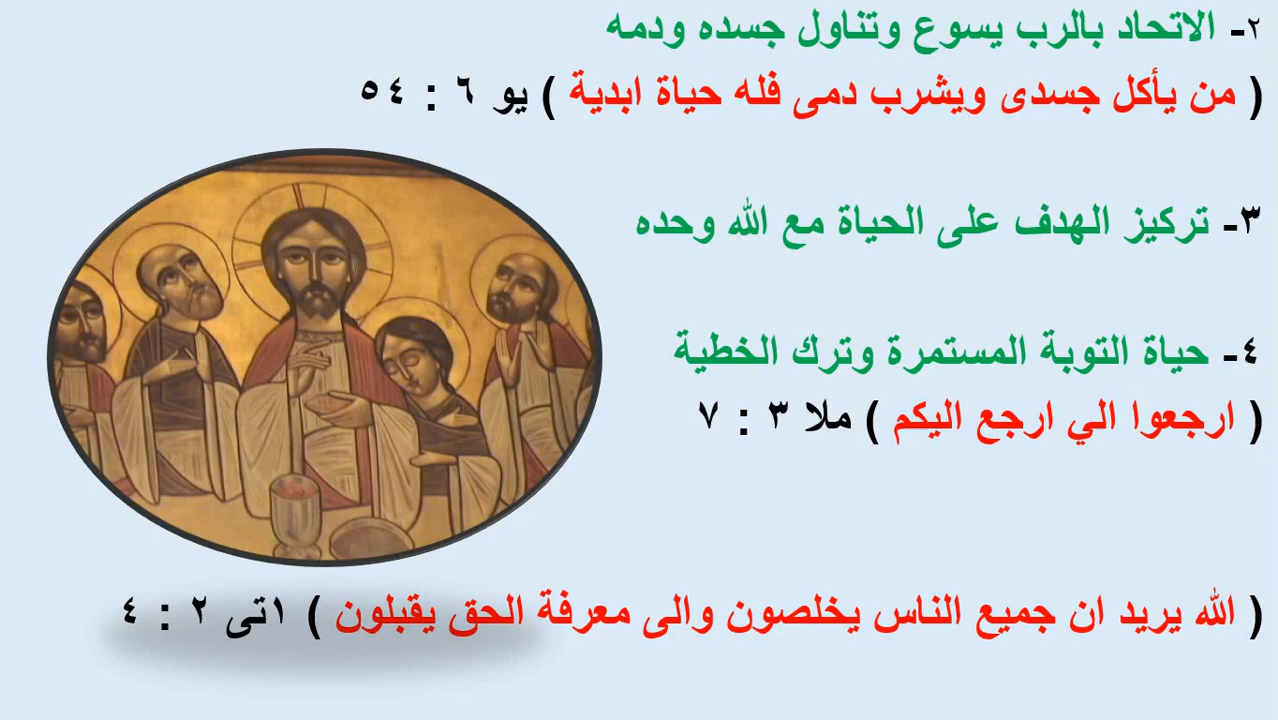 ٢- الاتحاد بالرب يسوع وتناول جسده ودمه
( من يأكل جسدى ويشرب دمى فله حياة ابدية ) يو ٦ : ٥٤
٣- تركيز الهدف على الحياة مع الله وحده
٤- حياة التوبة المستمرة وترك الخطية
( ارجعوا الي ارجع اليكم ) ملا ٣ : ٧
( الله يريد ان جميع الناس يخلصون والى معرفة الحق يقبلون ) ١تى ٢ : ٤